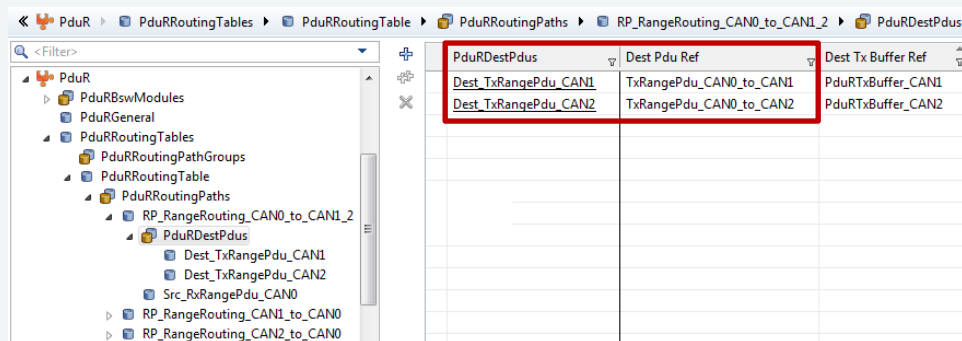 PduR PduRRoutingTables PduRRoutingTable PduRRoutingPaths RP_RangeRouting_CAN0_to_CAN1_2 PduRDestPdus
<Filter>
PduR
PduRBswModules
PduRGeneral
PduRRoutingTables
PduRRoutingPathGroups
PduRRoutingTable
PduRRoutingPaths
RP_RangeRouting_CAN0_to_CAN1_2
PduRDestPdus
Dest_TxRangePdu_CAN1
Dest_TxRangePdu_CAN2
Src_RxRangePdu_CAN0
RP_RangeRouting_CAN1_to_CAN0
RP_RangeRouting_CAN2_to_CAN0
PduRDestPdus Dest Pdu Ref Dest Tx Buffer Ref
Dest_TxRangePdu_CAN1 TxRangePdu_CAN0_to_CAN1 PduRTxBuffer_CAN1
Dest_TxRangePdu_CAN2 TxRangePdu_CAN0_to_CAN2 PduRTxBuffer_CAN2